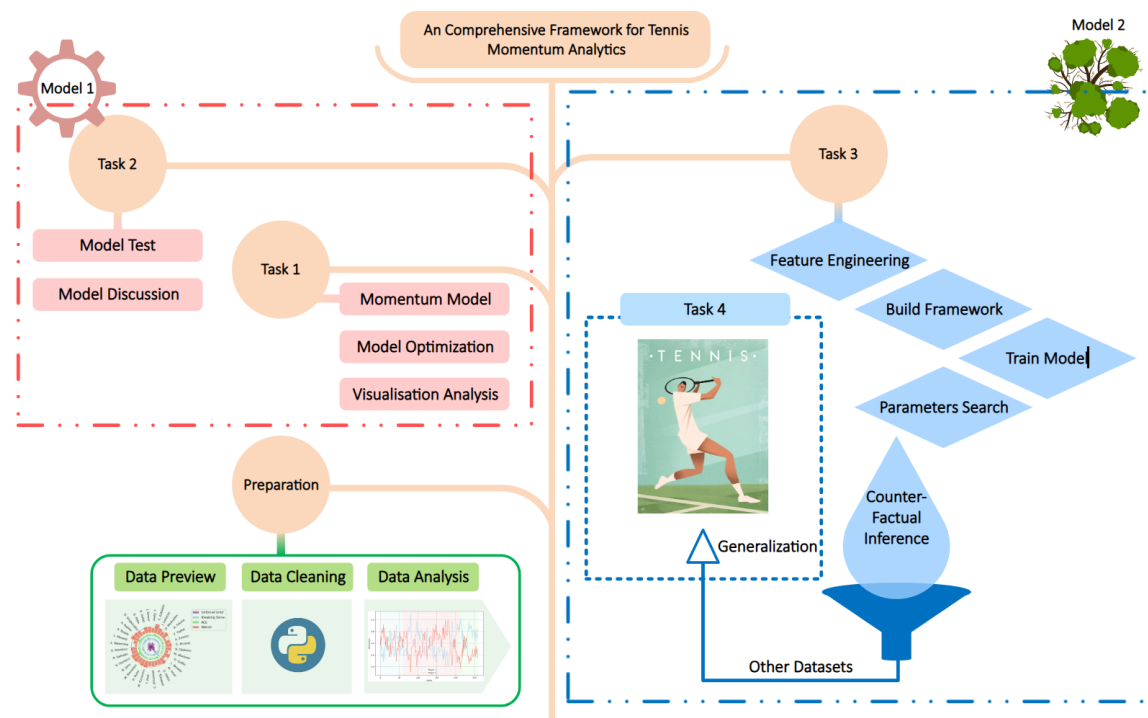 An Comprehensive Framework for Tennis
Momentum Analytics
Model 1
Model 2
Task 2
Model Test
Model Discussion
Task 1
Momentum Model
Model Optimization
Visualisation Analysis
Preparation
Data Preview
Data Cleaning
Data Analysis
Task 3
Feature Engineering
Build Framework
Train Model
Parameters Search
Counter-
Factual
Inference
Task 4
·TENNIS·
Generalization
Other Datasets